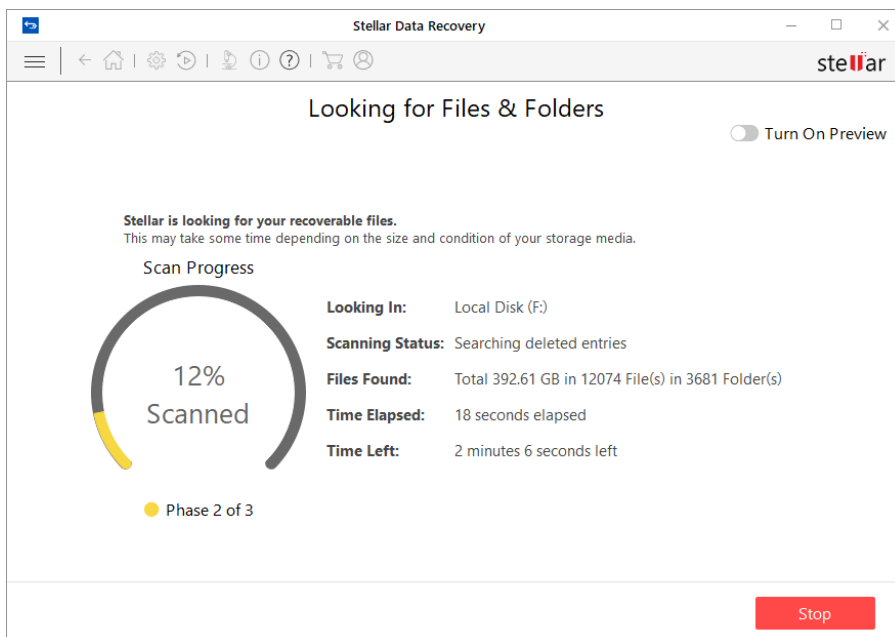 Stellar Data Recovery
stellar
Looking for Files & Folders
Turn On Preview
Stellar is looking for your recoverable files.
This may take some time depending on the size and condition of your storage media.
Scan Progress
12%
Scanned
Looking In: Local Disk (F:)
Scanning Status: Searching deleted entries
Files Found: Total 392.61 GB in 12074 File(s) in 3681 Folder(s)
Time Elapsed: 18 seconds elapsed
Time Left: 2 minutes 6 seconds left
Phase 2 of 3
Stop